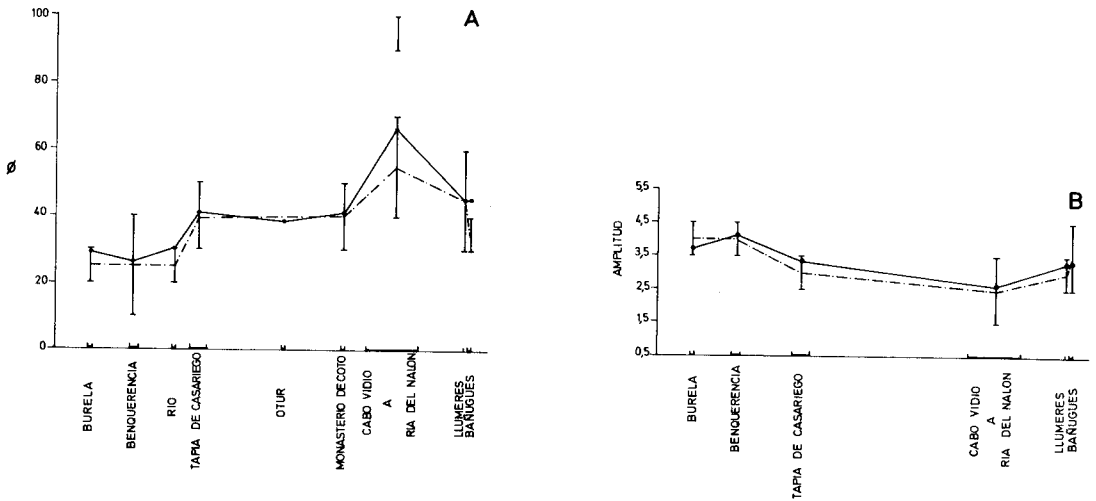 A
100
80
60
40
20
0
ø
BURELA
BENQUERENCIA
RIO
TAPIA DE CASARIEGO
OTUR
MONASTERIO DE COTO
CABO VIDIO
A
RIA DEL NALON
LLUMERES
BAÑUGUES
B
5,5
4,5
3,5
2,5
1,5
0,5
AMPLITUD
BURELA
BENQUERENCIA
TAPIA DE CASARIEGO
CABO VIDIO
A
RIA DEL NALON
LLUMERES
BAÑUGUES